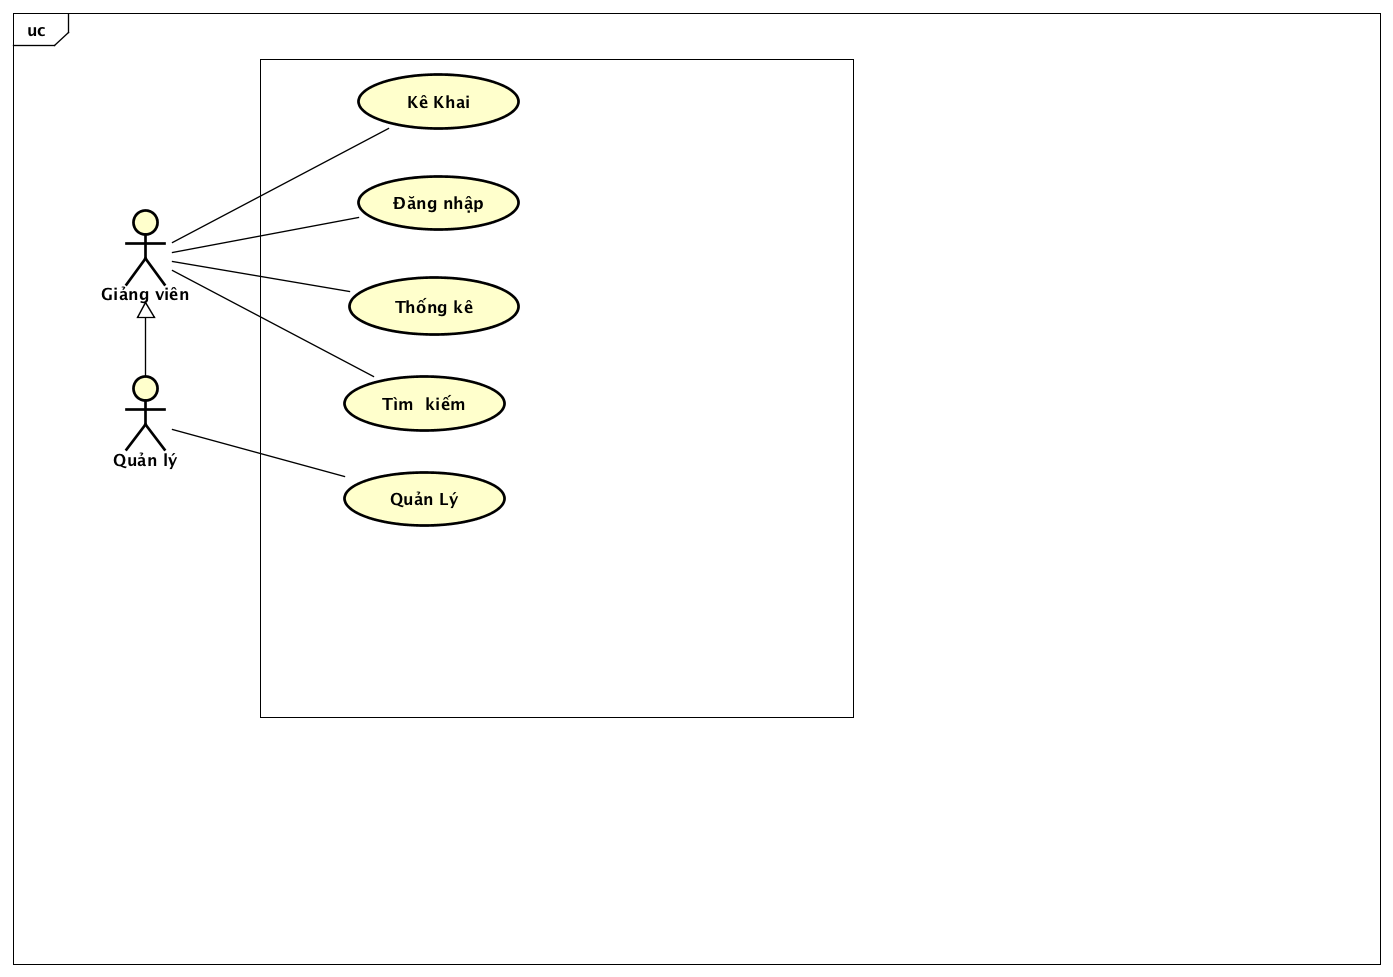 uc
Kê Khai
Đăng nhập
Giảng viên
Thống kê
Tìm  kiếm
Quản lý
Quản Lý